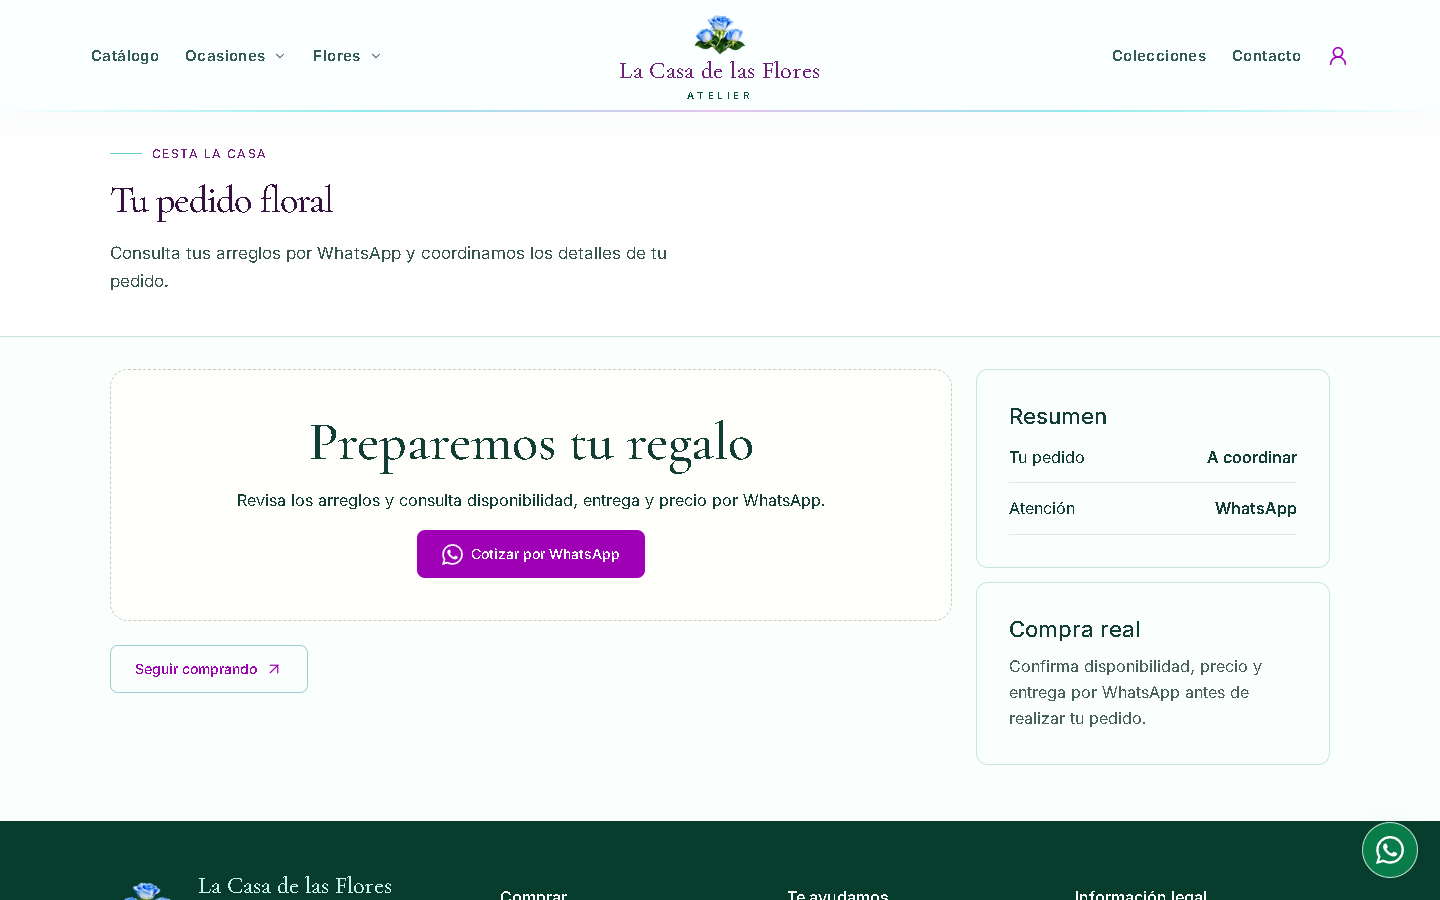 Catálogo
Ocasiones
Flores
La Casa de las Flores
ATELIER
Colecciones
Contacto
CESTA LA CASA
Tu pedido floral
Consulta tus arreglos por WhatsApp y coordinamos los detalles de tu
pedido.
Preparemos tu regalo
Revisa los arreglos y consulta disponibilidad, entrega y precio por WhatsApp.
Cotizar por WhatsApp
Seguir comprando
Resumen
Tu pedido A coordinar
Atención WhatsApp
Compra real
Confirma disponibilidad, precio y
entrega por WhatsApp antes de
realizar tu pedido.
La Casa de las Flores
Comprar
Te ayudamos
Información legal